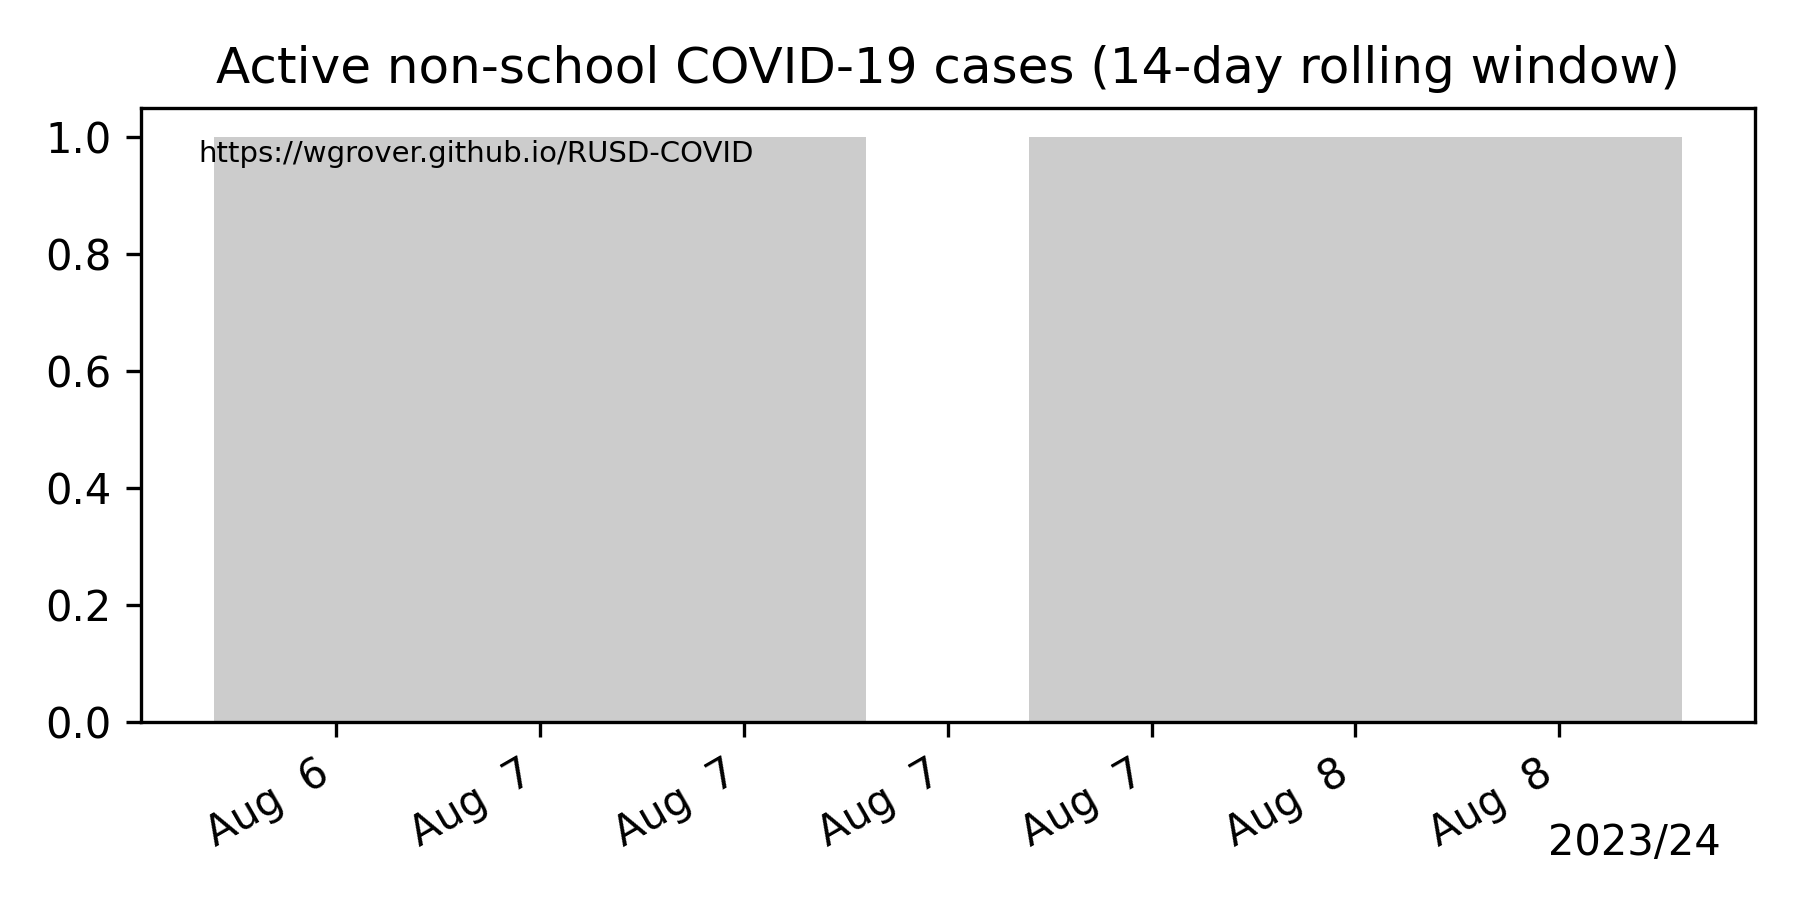 Active non-school COVID-19 cases (14-day rolling window)
1.0
https://wgrover.github.io/RUSD-COVID
0.8
0.6
0.4
0.2
0.0
Aug 6
Aug 7
Aug 7
Aug 7
Aug 7
Aug 8
Aug 8
2023/24